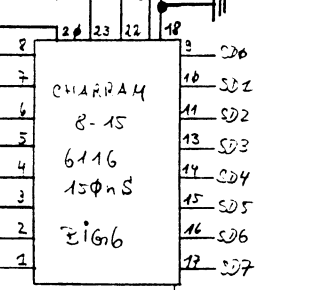 20 23 22 18
8 9 SD0
7 10 SD1
6 11 SD2
5 13 SD3
4 14 SD4
3 15 SD5
2 16 SD6
1 17 SD7
CHARRAM
8-15
6116
150nS